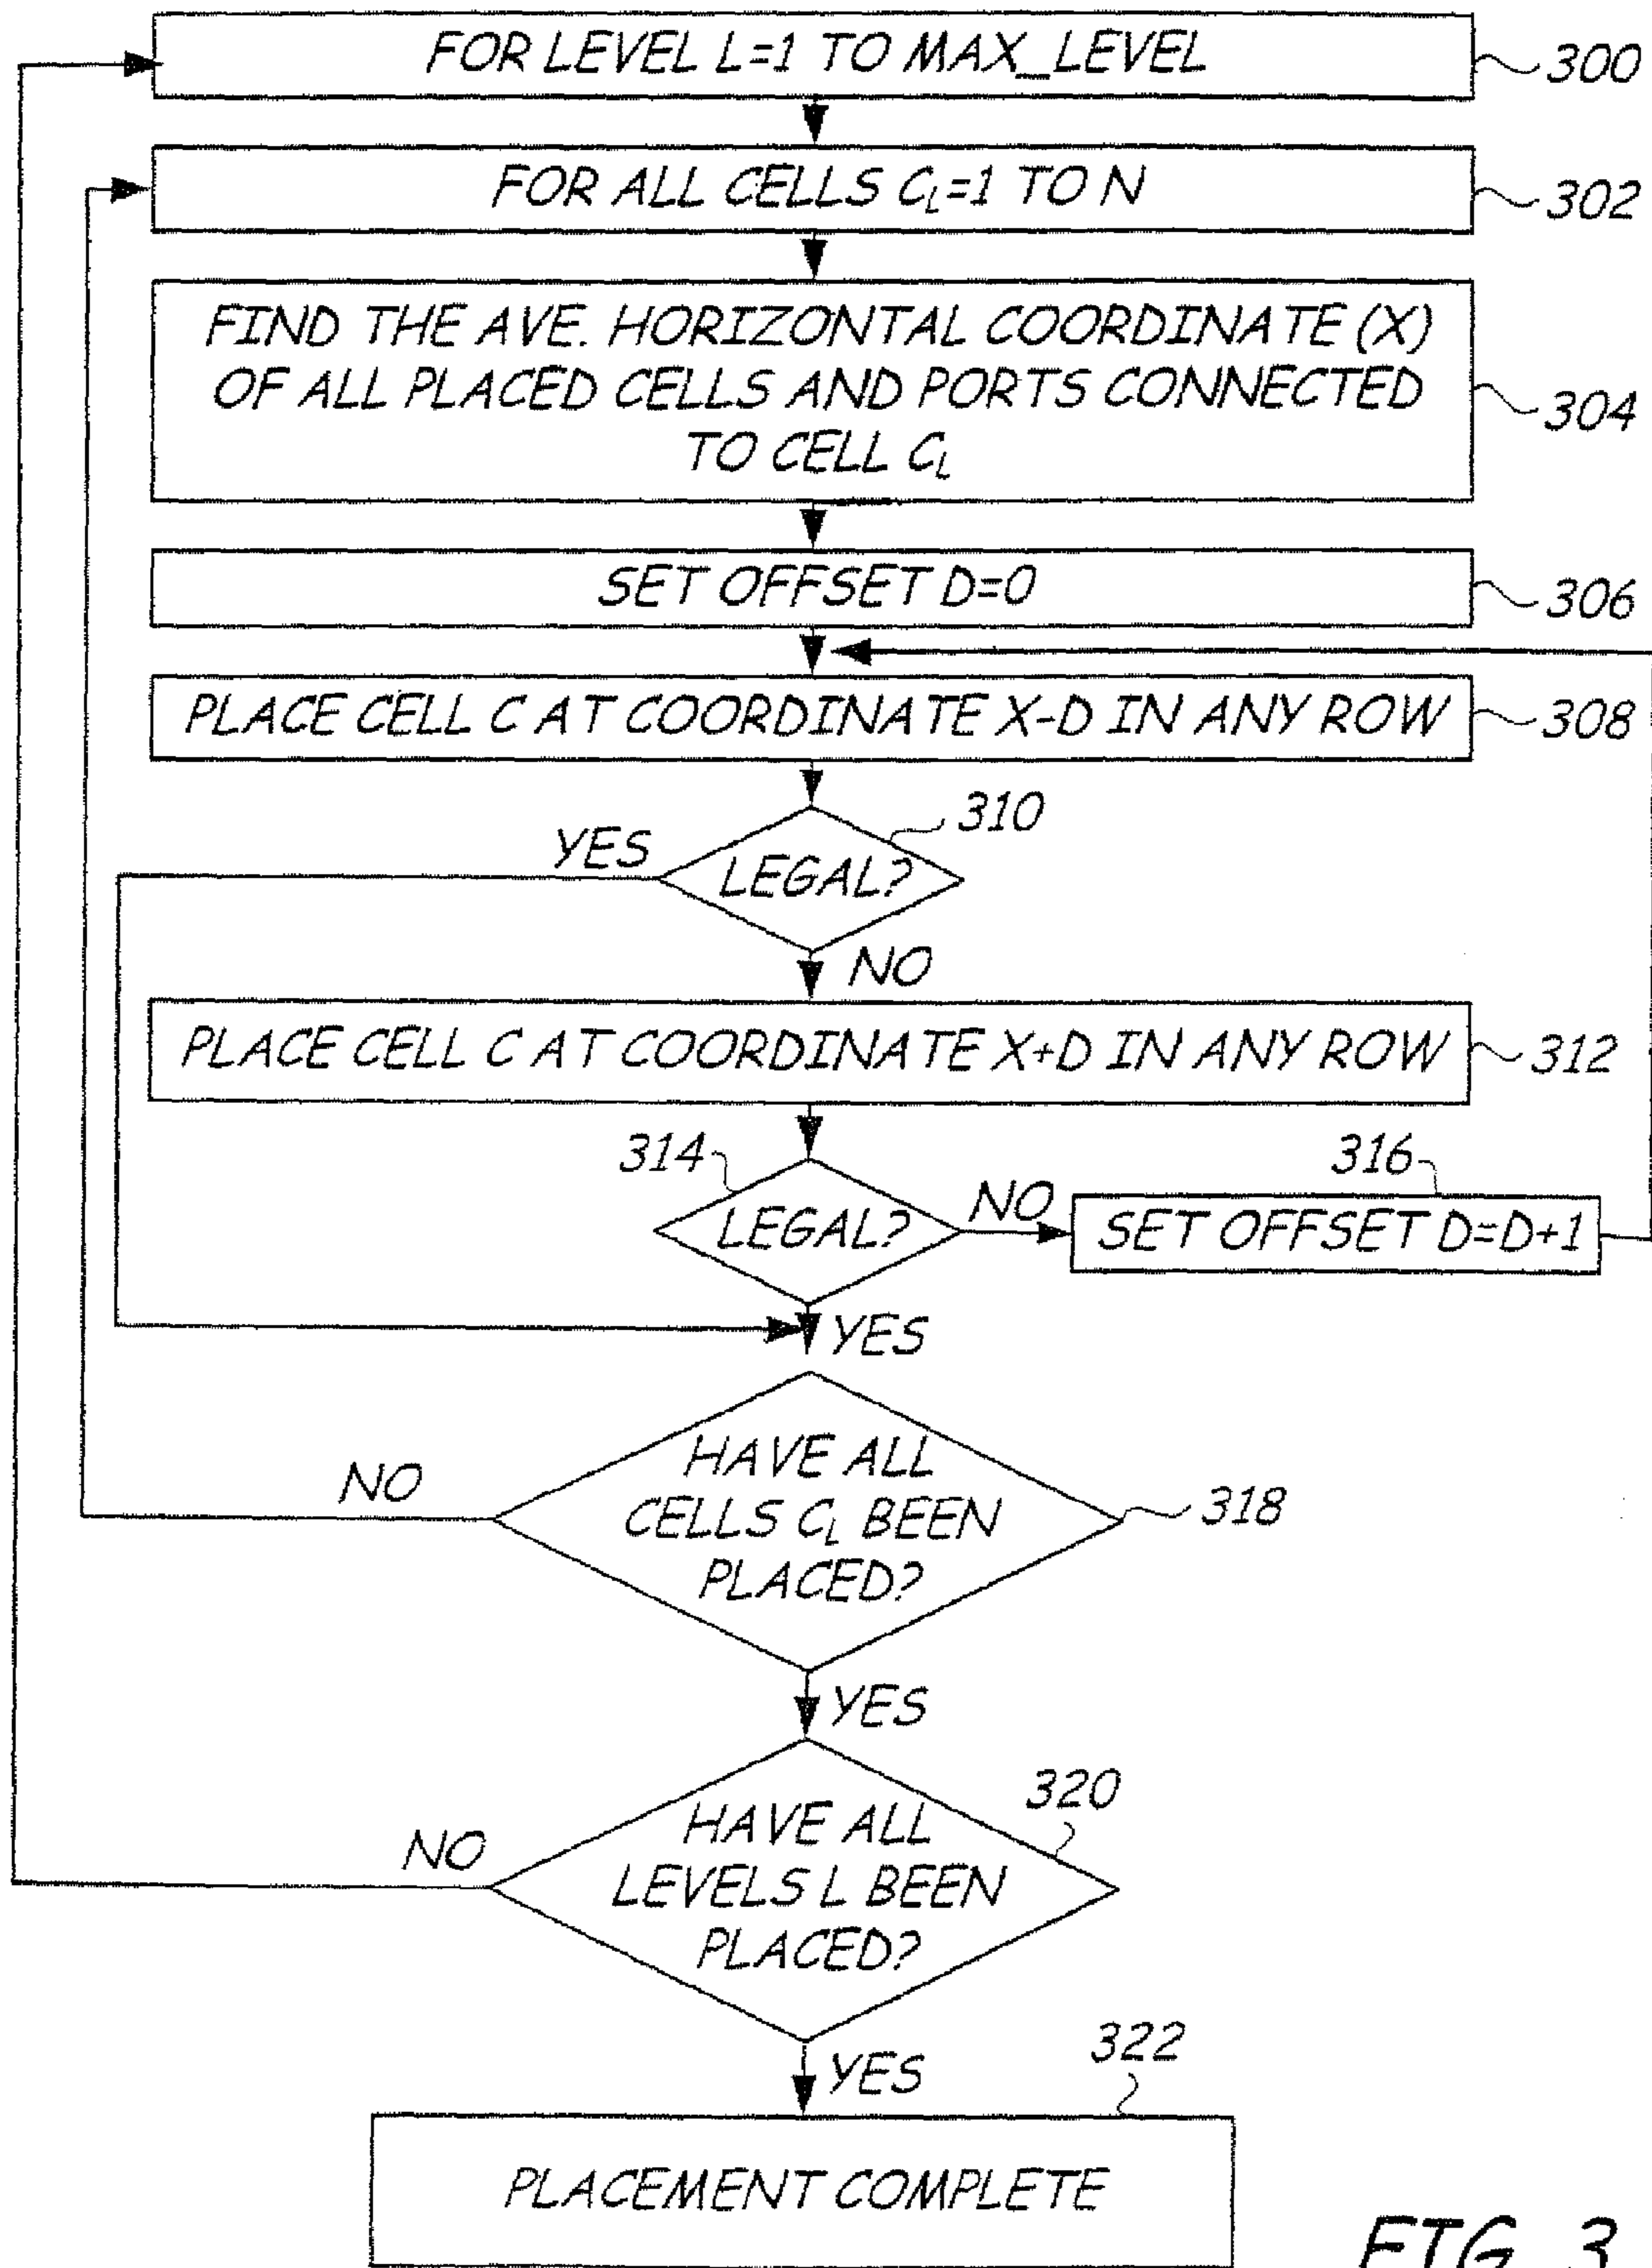 FOR LEVEL L=1 TO MAX_LEVEL
300
FOR ALL CELLS CL=1 TO N
302
FIND THE AVE. HORIZONTAL COORDINATE (X)
OF ALL PLACED CELLS AND PORTS CONNECTED
TO CELL CL
304
SET OFFSET D=0
306
PLACE CELL C AT COORDINATE X-D IN ANY ROW
308
310
YES
LEGAL?
NO
PLACE CELL C AT COORDINATE X+D IN ANY ROW
312
314
316
LEGAL?
NO
SET OFFSET D=D+1
YES
HAVE ALL
CELLS CL BEEN
PLACED?
NO
318
YES
320
HAVE ALL
LEVELS L BEEN
PLACED?
NO
YES
322
PLACEMENT COMPLETE
FIG. 3